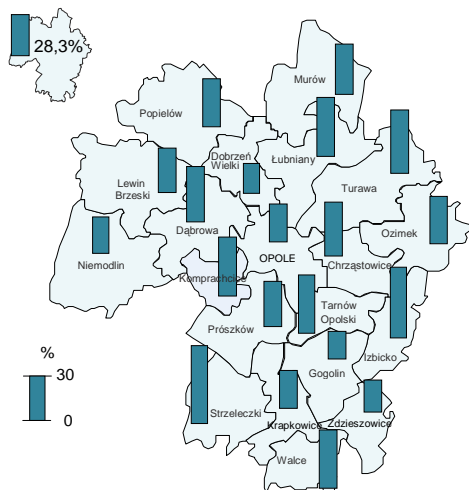 28,3%
Murów
Popielów
Dobrzeń
Wielki
Łubniany
Lewin
Brzeski
Turawa
Dąbrowa
Ozimek
OPOLE
Niemodlin
Chrząstowice
Komprachcice
Tarnów
Opolski
Prószków
%
30
0
Izbicko
Gogolin
Strzeleczki
Krapkowice
Zdzieszowice
Walce